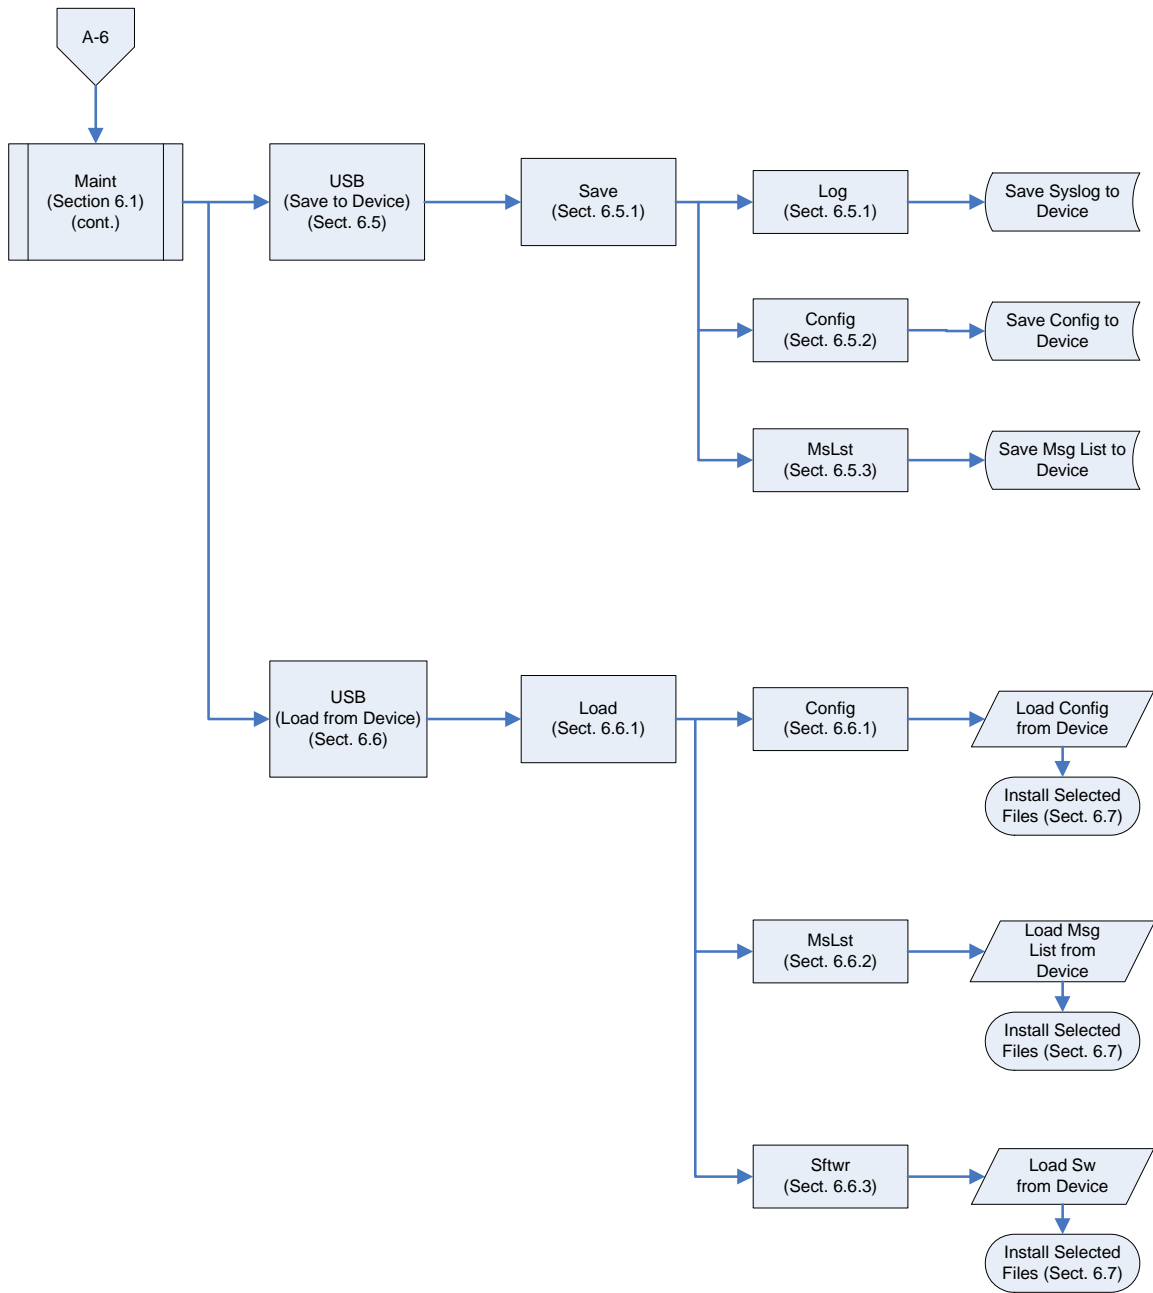 A-6
Maint
(Section 6.1)
(cont.)
USB
(Save to Device)
(Sect. 6.5)
Save
(Sect. 6.5.1)
Log
(Sect. 6.5.1)
Save Syslog to
Device
Config
(Sect. 6.5.2)
Save Config to
Device
MsLst
(Sect. 6.5.3)
Save Msg List to
Device
USB
(Load from Device)
(Sect. 6.6)
Load
(Sect. 6.6.1)
Config
(Sect. 6.6.1)
Load Config
from Device
Install Selected
Files (Sect. 6.7)
MsLst
(Sect. 6.6.2)
Load Msg
List from
Device
Install Selected
Files (Sect. 6.7)
Sftwr
(Sect. 6.6.3)
Load Sw
from Device
Install Selected
Files (Sect. 6.7)